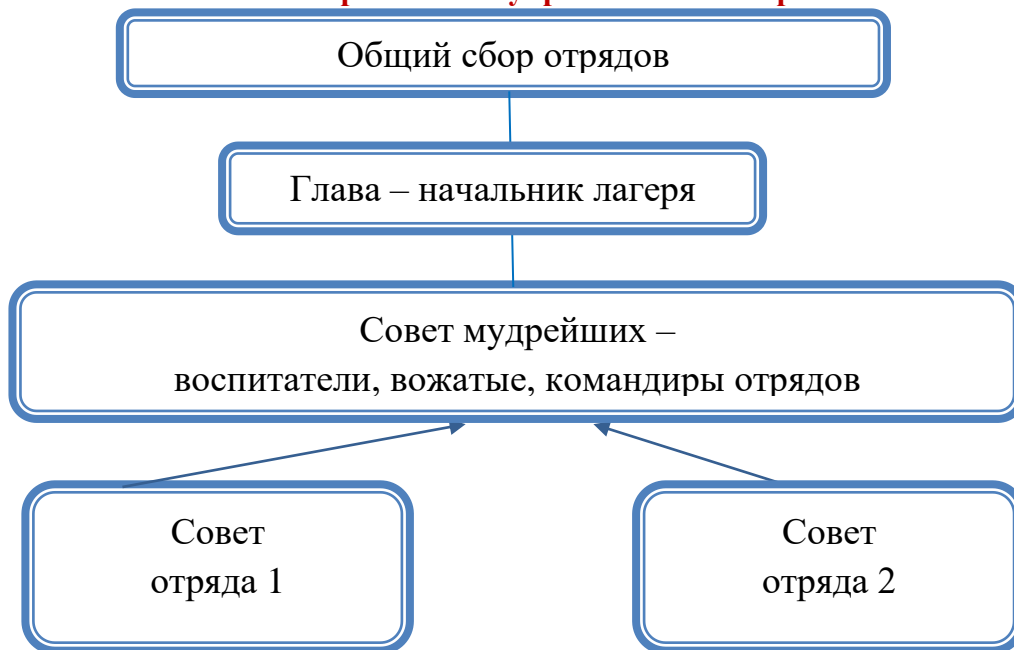 Общий сбор отрядов
Глава – начальник лагеря
Совет мудрейших –
воспитатели, вожатые, командиры отрядов
Совет
отряда 1
Совет
отряда 2